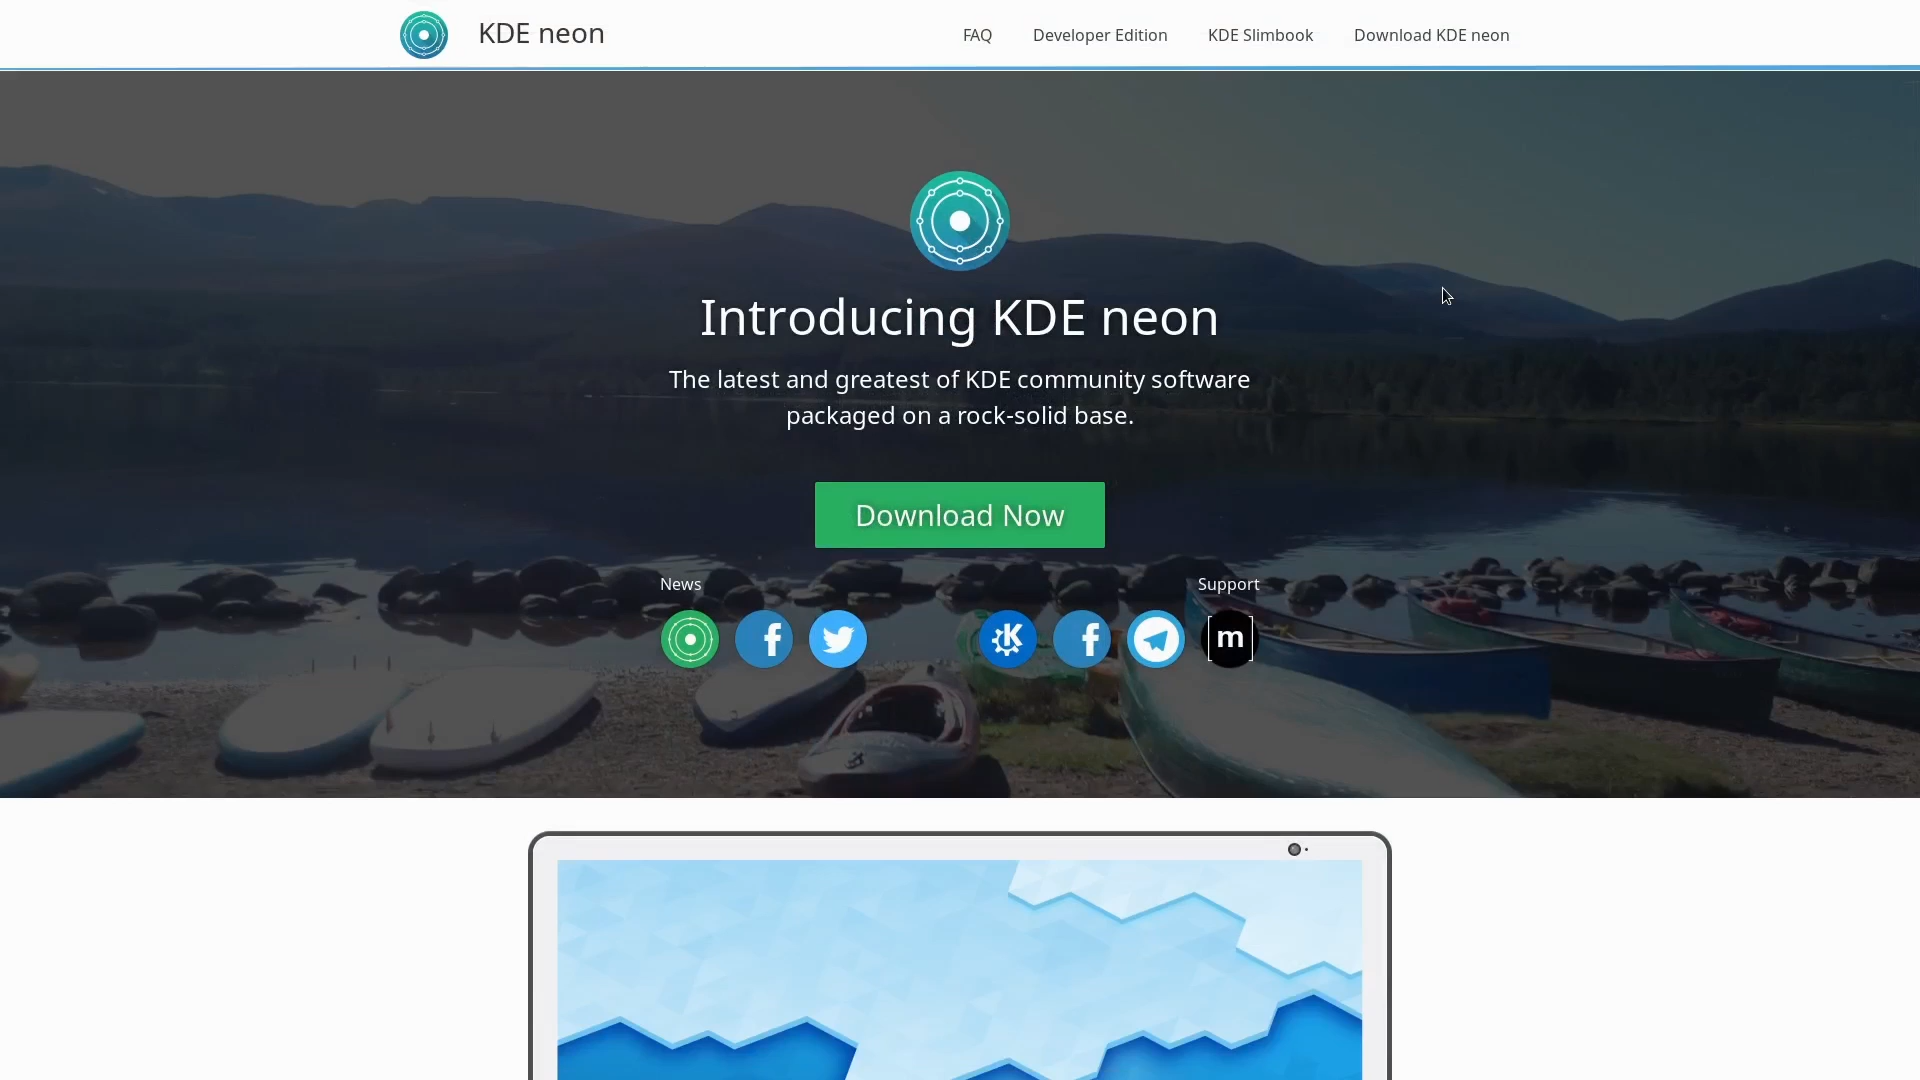 KDE neon
FAQ
Developer Edition
KDE Slimbook
Download KDE neon
Introducing KDE neon
The latest and greatest of KDE community software
packaged on a rock-solid base.
Download Now
News
Support
[m]